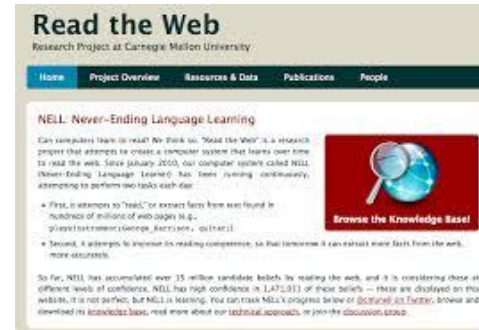 Read the Web
Research Project at Carnegie Mellon University
Home Project Overview Resources & Data Publications People
NELL: Never-Ending Language Learning
Can computers learn to read? We think so. "Read the Web" is a research
project that attempts to create a computer system that learns over time
to read the web. Since January 2010, our computer system called NELL
(Never-Ending Language Learner) has been running continuously,
attempting to perform two tasks each day:
First, it attempts to "read," or extract facts from text found in
hundreds of millions of web pages (e.g.,
playsInstrument(George_Harrison, guitar)).
Second, it attempts to improve its reading competence, so that tomorrow it can extract more facts from the web,
more accurately.
Browse the Knowledge Base!
So far, NELL has accumulated over 15 million candidate beliefs by reading the web, and it is considering these at
different levels of confidence. NELL has high confidence in 1,471,011 of these beliefs — these are displayed on this
website. It is not perfect, but NELL is learning. You can track NELL's progress below or @cmunell on Twitter, browse and
download its knowledge base, read more about our technical approach, or join the discussion group.